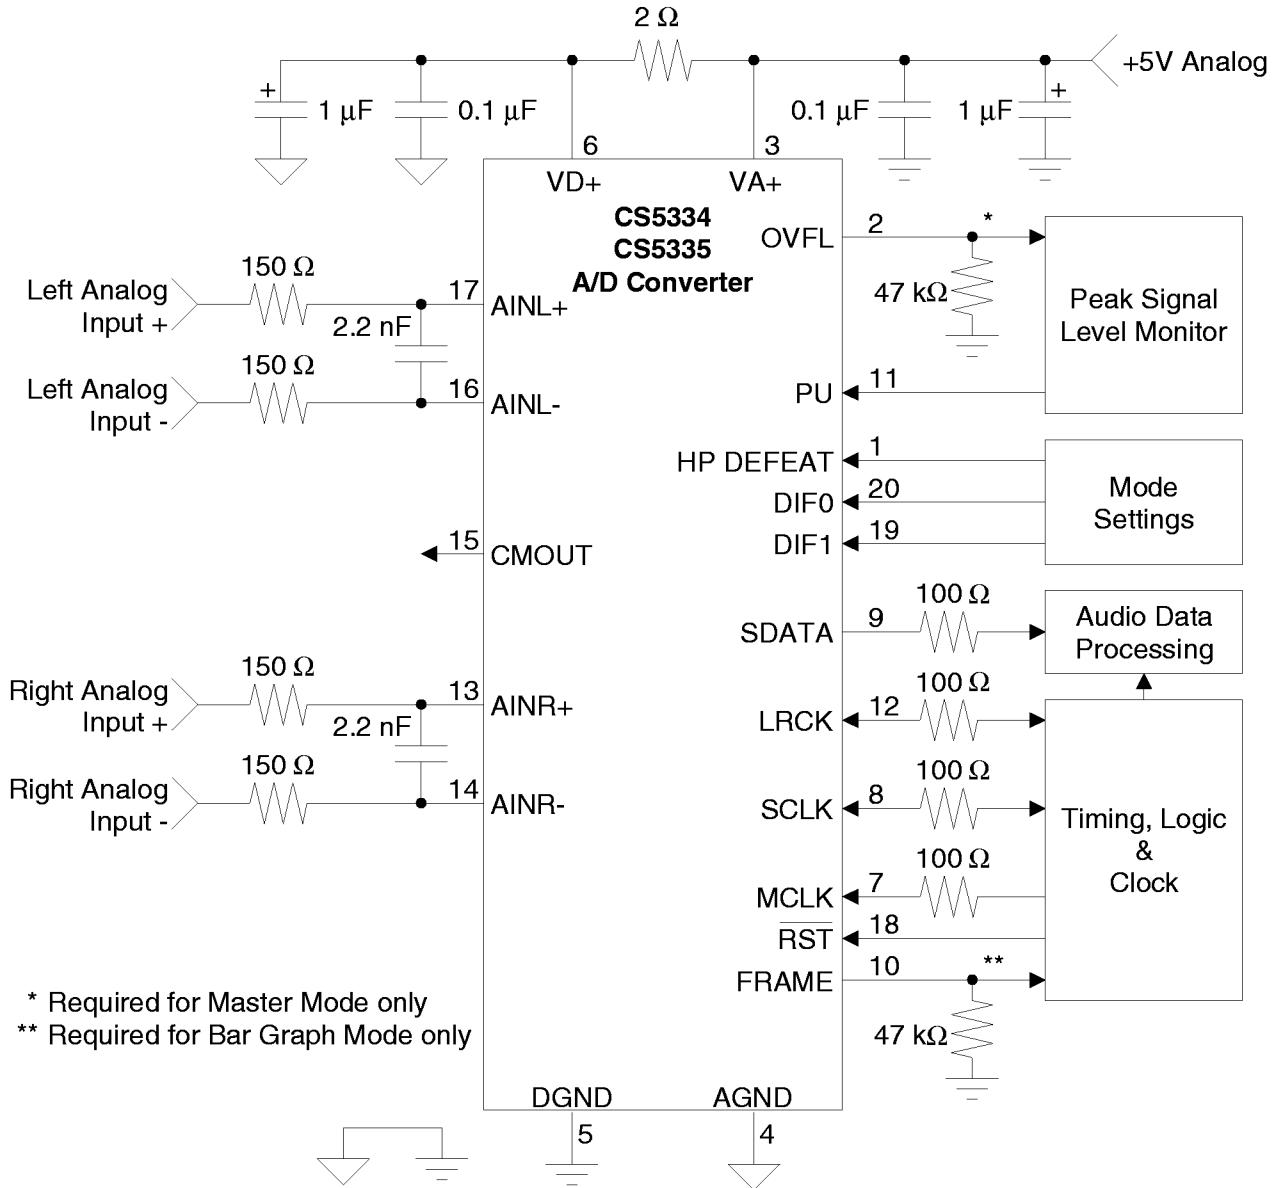 2 Ω
+5V Analog
+
1 µF
0.1 µF
0.1 µF
1 µF
+
6
3
VD+
VA+
CS5334
CS5335
A/D Converter
OVFL
2
*
47 kΩ
Peak Signal
Level Monitor
150 Ω
Left Analog
Input +
17
AINL+
2.2 nF
150 Ω
Left Analog
Input -
16
AINL-
PU
11
HP DEFEAT
1
DIF0
20
DIF1
19
Mode
Settings
15
CMOUT
SDATA
9
100 Ω
Audio Data
Processing
150 Ω
Right Analog
Input +
13
AINR+
2.2 nF
150 Ω
Right Analog
Input -
14
AINR-
LRCK
12
100 Ω
SCLK
8
100 Ω
Timing, Logic
&
Clock
MCLK
7
100 Ω
RST
18
FRAME
10
**
47 kΩ
* Required for Master Mode only
** Required for Bar Graph Mode only
DGND
AGND
5
4